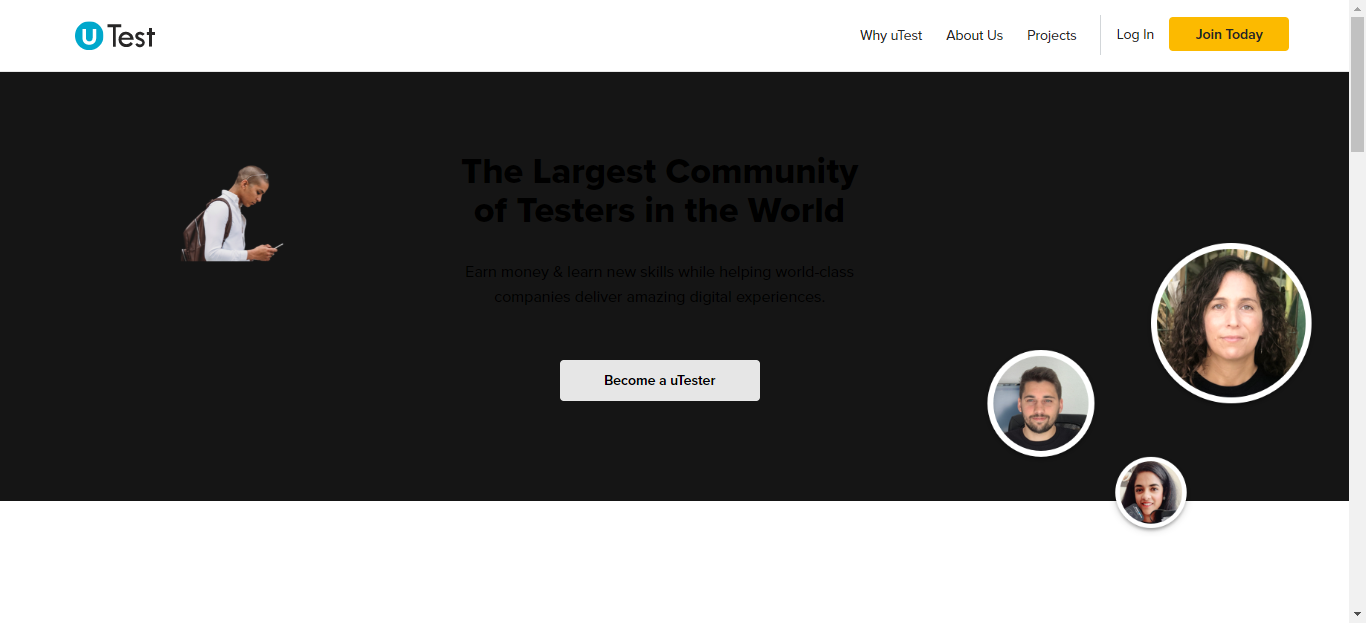 uTest
Why uTest
About Us
Projects
Log In
Join Today
The Largest Community
of Testers in the World
Earn money & learn new skills while helping world-class
companies deliver amazing digital experiences.
Become a uTester